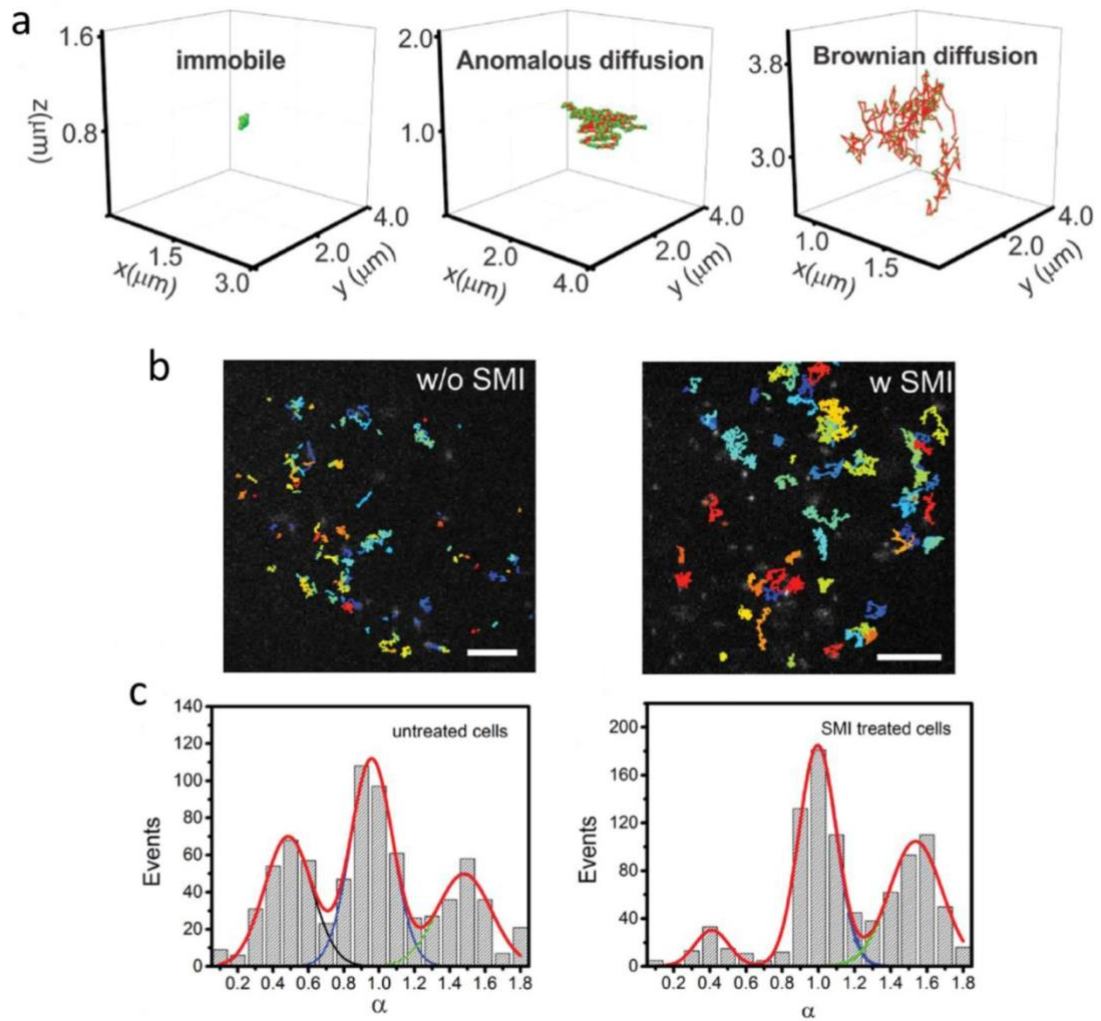 a
immobile
Anomalous diffusion
Brownian diffusion
1.6
0.8
z(μm)
1.5
3.0
x(μm)
2.0
4.0
y (μm)
2.0
1.0
2.0
4.0
x(μm)
2.0
4.0
y (μm)
3.8
3.0
1.0
1.5
x(μm)
2.0
4.0
y (μm)
b
w/o SMI
w SMI
c
untreated cells
140
120
100
80
60
40
20
0
Events
0.2 0.4 0.6 0.8 1.0 1.2 1.4 1.6 1.8
α
SMI treated cells
200
160
120
80
40
0
Events
0.2 0.4 0.6 0.8 1.0 1.2 1.4 1.6 1.8
α